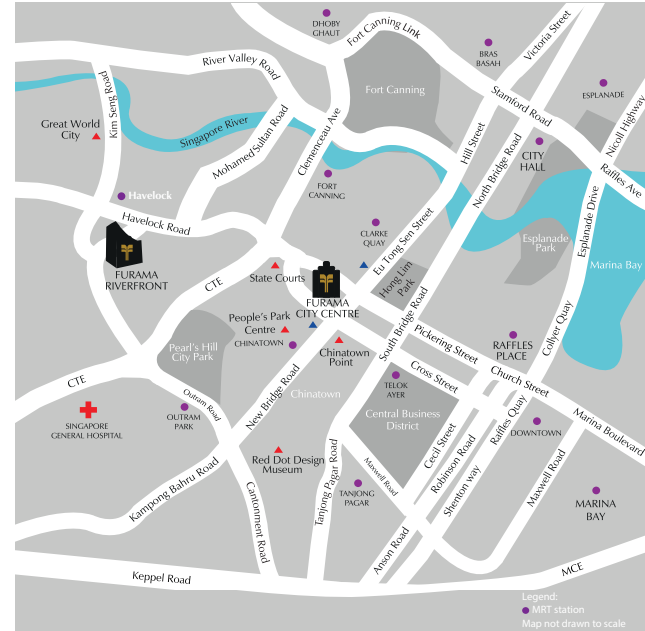 DHOBY
GHAUT
Fort Canning Link
Victoria Street
BRAS
BASAH
River Valley Road
Kim Seng Road
Fort Canning
Stamford Road
ESPLANADE
Nicoll Highway
Great World
City
Singapore River
Mohamed Sultan Road
Clemenceau Ave
Hill Street
North Bridge Road
CITY
HALL
Raffles Ave
Havelock
FORT
CANNING
Havelock Road
CLARKE
QUAY
Eu Tong Sen Street
Esplanade
Park
Esplanade Drive
Marina Bay
FURAMA
RIVERFRONT
CTE
State Courts
FURAMA
CITY CENTRE
Hong Lim
Park
South Bridge Road
Collyer Quay
People's Park
Centre
CHINATOWN
Pearl's Hill
City Park
Chinatown
Point
Pickering Street
RAFFLES
PLACE
CTE
Cross Street
Church Street
Outram Road
New Bridge Road
Chinatown
TELOK
AYER
Central Business
District
Raffles Quay
Marina Boulevard
SINGAPORE
GENERAL HOSPITAL
OUTRAM
PARK
DOWNTOWN
Red Dot Design
Museum
Cecil Street
Robinson Road
Shenton way
Maxwell Road
Maxwell Road
Kampong Bahru Road
Cantonment Road
Tanjong Pagar Road
TANJONG
PAGAR
MARINA
BAY
Anson Road
Keppel Road
MCE
Legend:
MRT station
Map not drawn to scale